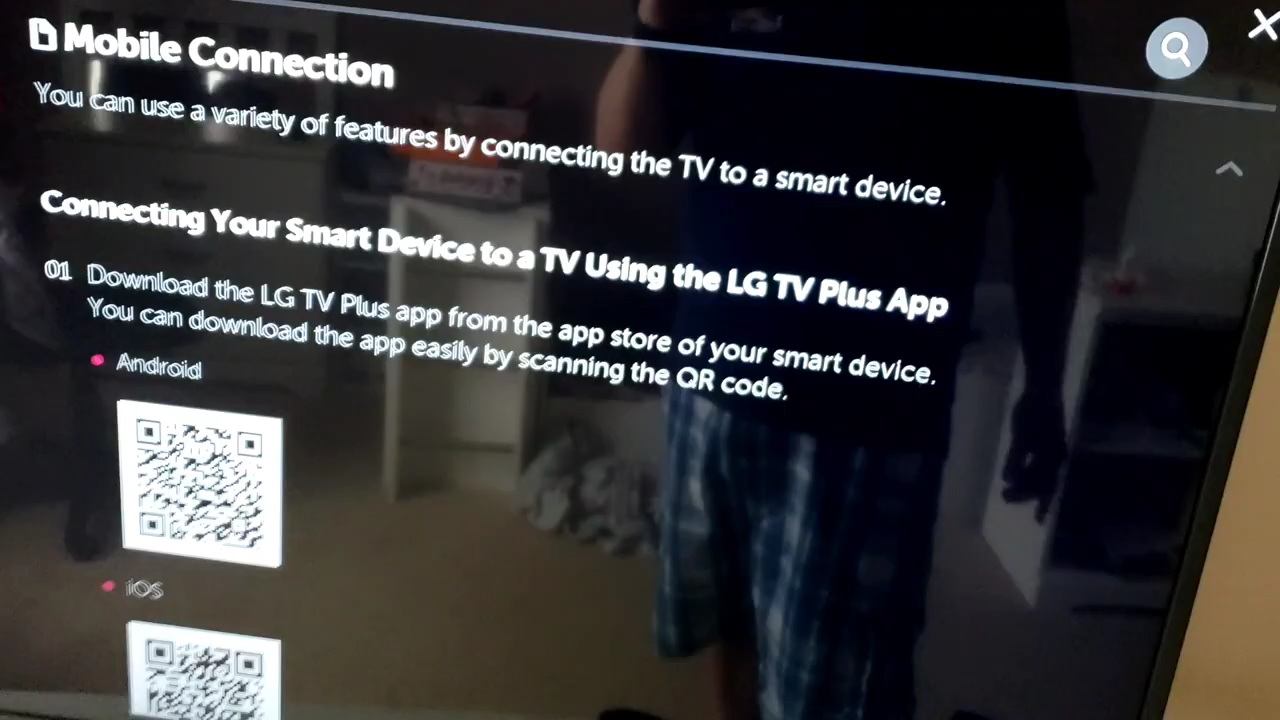 Mobile Connection
You can use a variety of features by connecting the TV to a smart device.
Connecting Your Smart Device to a TV Using the LG TV Plus App
01 Download the LG TV Plus app from the app store of your smart device.
You can download the app easily by scanning the QR code.
Android
iOS